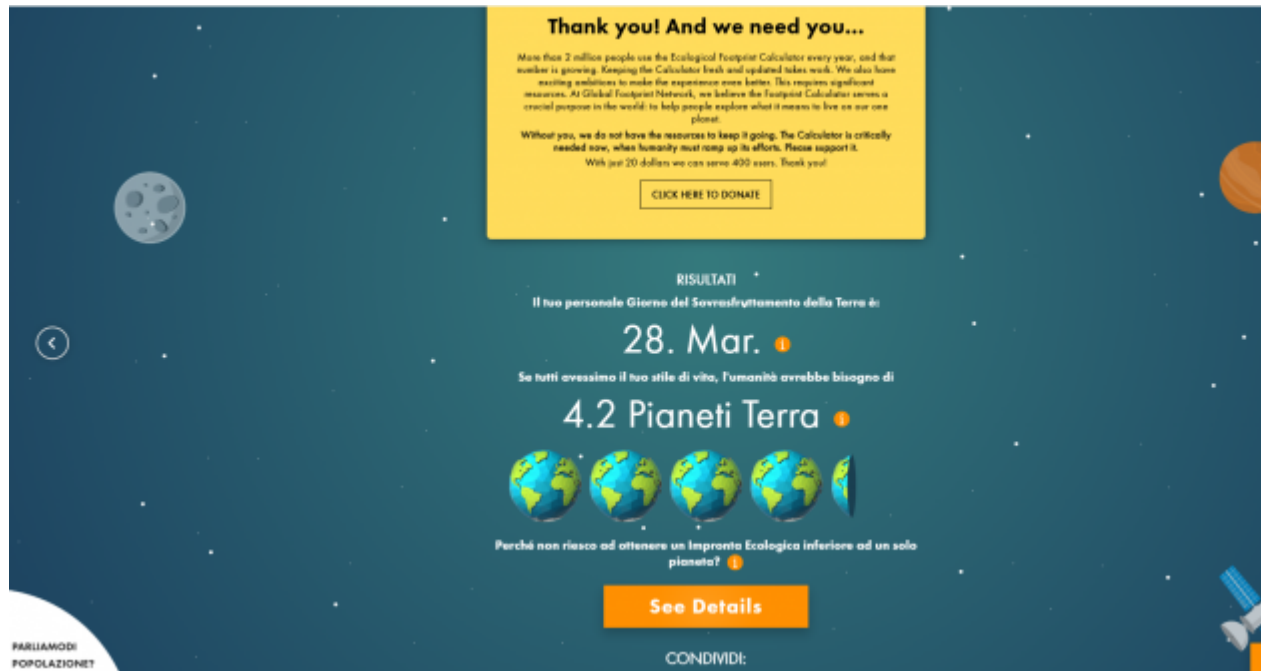 Thank you! And we need you...
More than 2 million people use the Ecological Footprint Calculator every year, and that
number is growing. Keeping the Calculator fresh and updated takes work. We also have
exciting ambitions to make the experience even better. This requires significant
resources. At Global Footprint Network, we believe the Footprint Calculator serves a
crucial purpose in the world: to help people explore what it means to live on our one
planet.
Without you, we do not have the resources to keep it going. The Calculator is critically
needed now, when humanity must ramp up its efforts. Please support it.
With just 20 dollars we can serve 400 users. Thank you!
CLICK HERE TO DONATE
RISULTATI
Il tuo personale Giorno del Sovrasfruttamento della Terra è:
28. Mar. i
Se tutti avessimo il tuo stile di vita, l'umanità avrebbe bisogno di
4.2 Pianeti Terra i
Perché non riesco ad ottenere un Impronta Ecologica inferiore ad un solo
pianeta? i
See Details
CONDIVIDI:
PARLIAMODI
POPOLAZIONE?